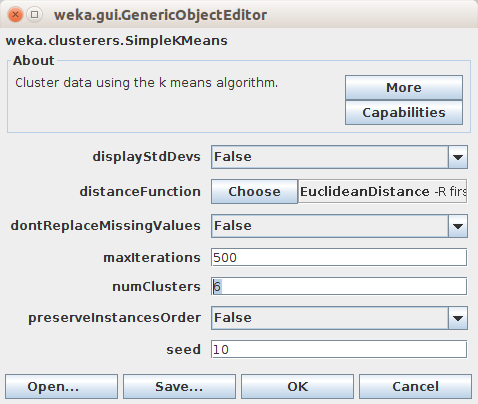 weka.gui.GenericObjectEditor
weka.clusterers.SimpleKMeans
About
Cluster data using the k means algorithm.
More
Capabilities
displayStdDevs False
distanceFunction Choose EuclideanDistance -R firs
dontReplaceMissingValues False
maxIterations 500
numClusters 6
preserveInstancesOrder False
seed 10
Open... Save... OK Cancel